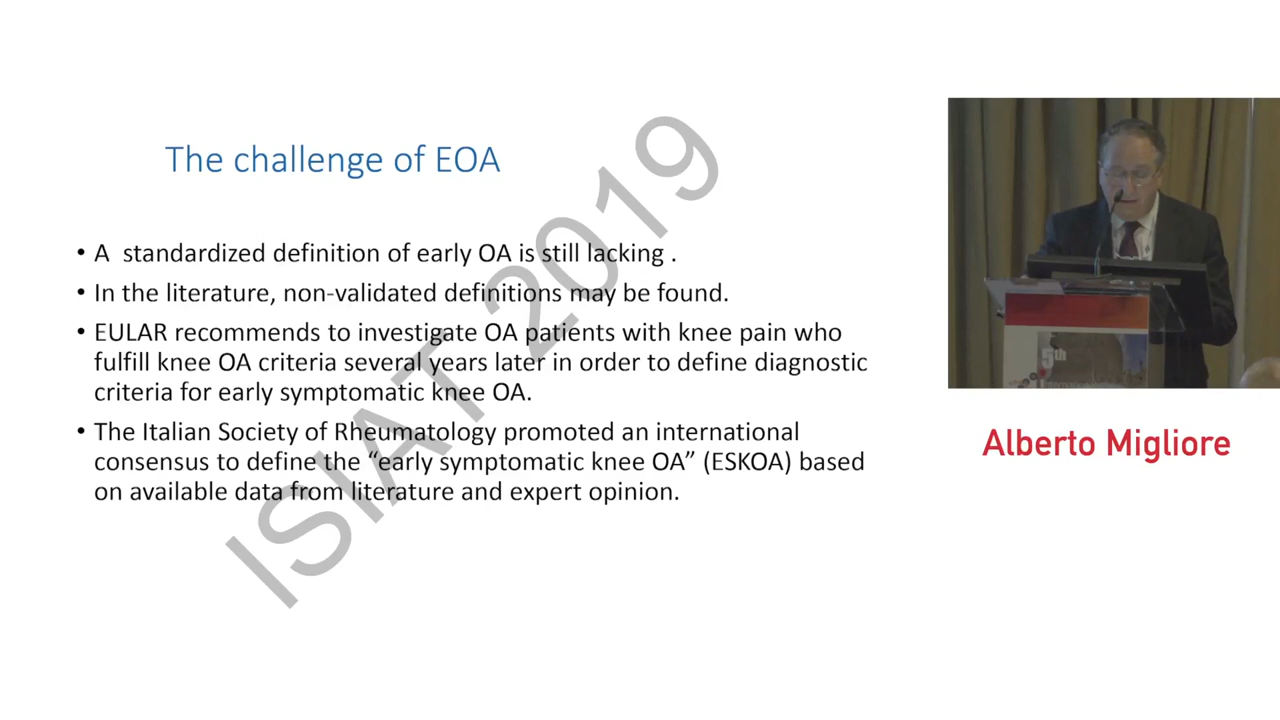 The challenge of EOA
• A standardized definition of early OA is still lacking .
• In the literature, non-validated definitions may be found.
• EULAR recommends to investigate OA patients with knee pain who
fulfill knee OA criteria several years later in order to define diagnostic
criteria for early symptomatic knee OA.
• The Italian Society of Rheumatology promoted an international
consensus to define the “early symptomatic knee OA” (ESKOA) based
on available data from literature and expert opinion.
ISIAT 2019
5th
Alberto Migliore